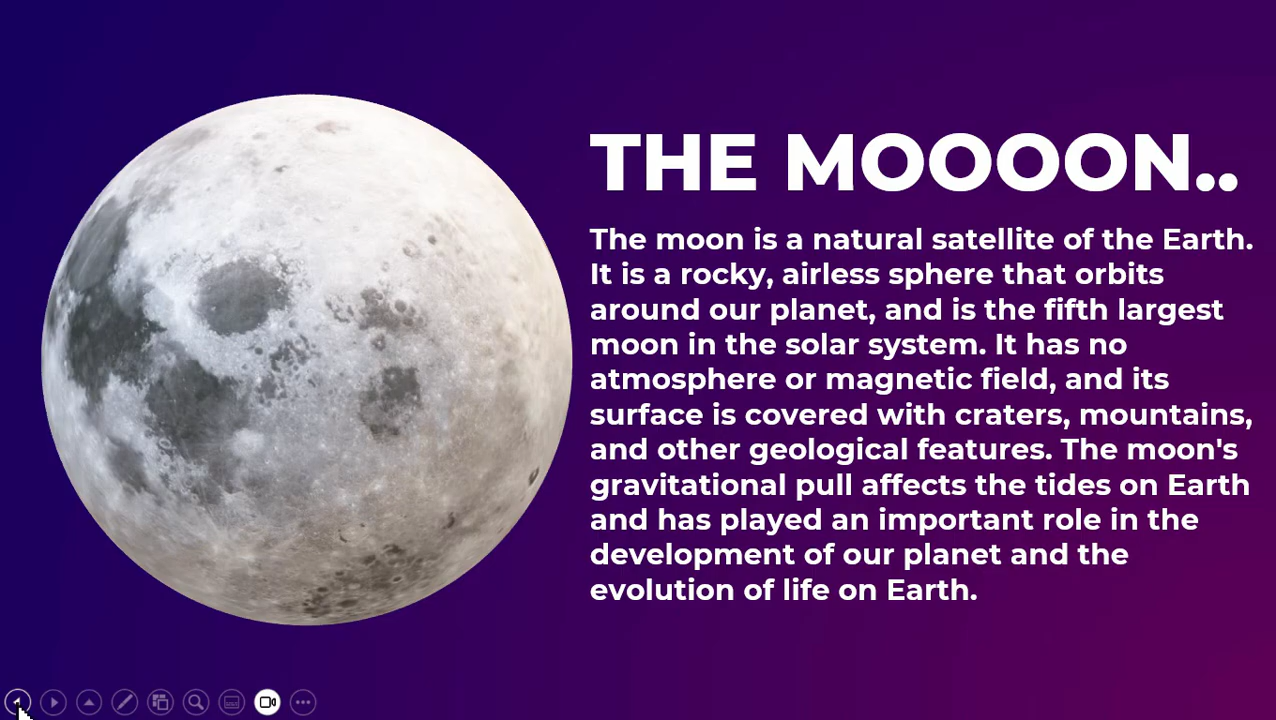 THE MOOOON..
The moon is a natural satellite of the Earth.
It is a rocky, airless sphere that orbits
around our planet, and is the fifth largest
moon in the solar system. It has no
atmosphere or magnetic field, and its
surface is covered with craters, mountains,
and other geological features. The moon's
gravitational pull affects the tides on Earth
and has played an important role in the
development of our planet and the
evolution of life on Earth.